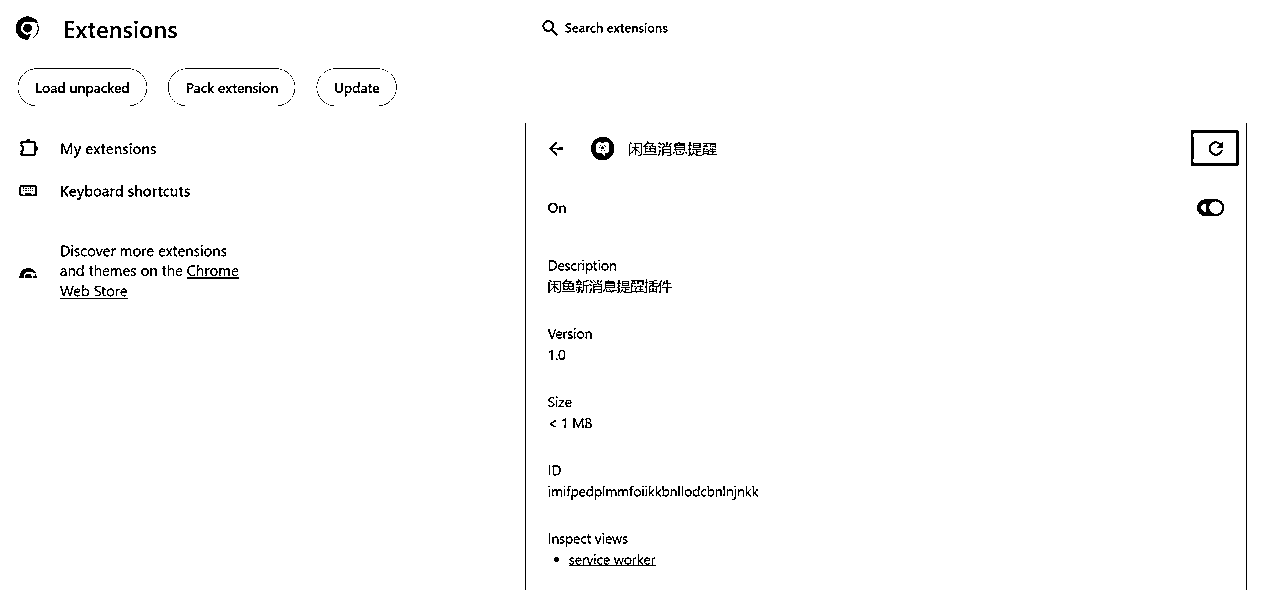 Extensions
Search extensions
Load unpacked
Pack extension
Update
My extensions
Keyboard shortcuts
Discover more extensions
and themes on the Chrome
Web Store
闲鱼消息提醒
On
Description
闲鱼新消息提醒插件
Version
1.0
Size
< 1 MB
ID
Inspect views
service worker